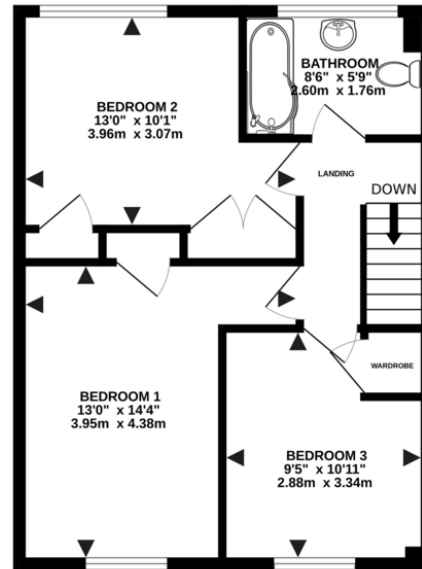 BATHROOM
8'6" x 5'9"
2.60m x 1.76m
BEDROOM 2
13'0" x 10'1"
3.96m x 3.07m
LANDING
DOWN
WARDROBE
BEDROOM 1
13'0" x 14'4"
3.95m x 4.38m
BEDROOM 3
9'5" x 10'11"
2.88m x 3.34m